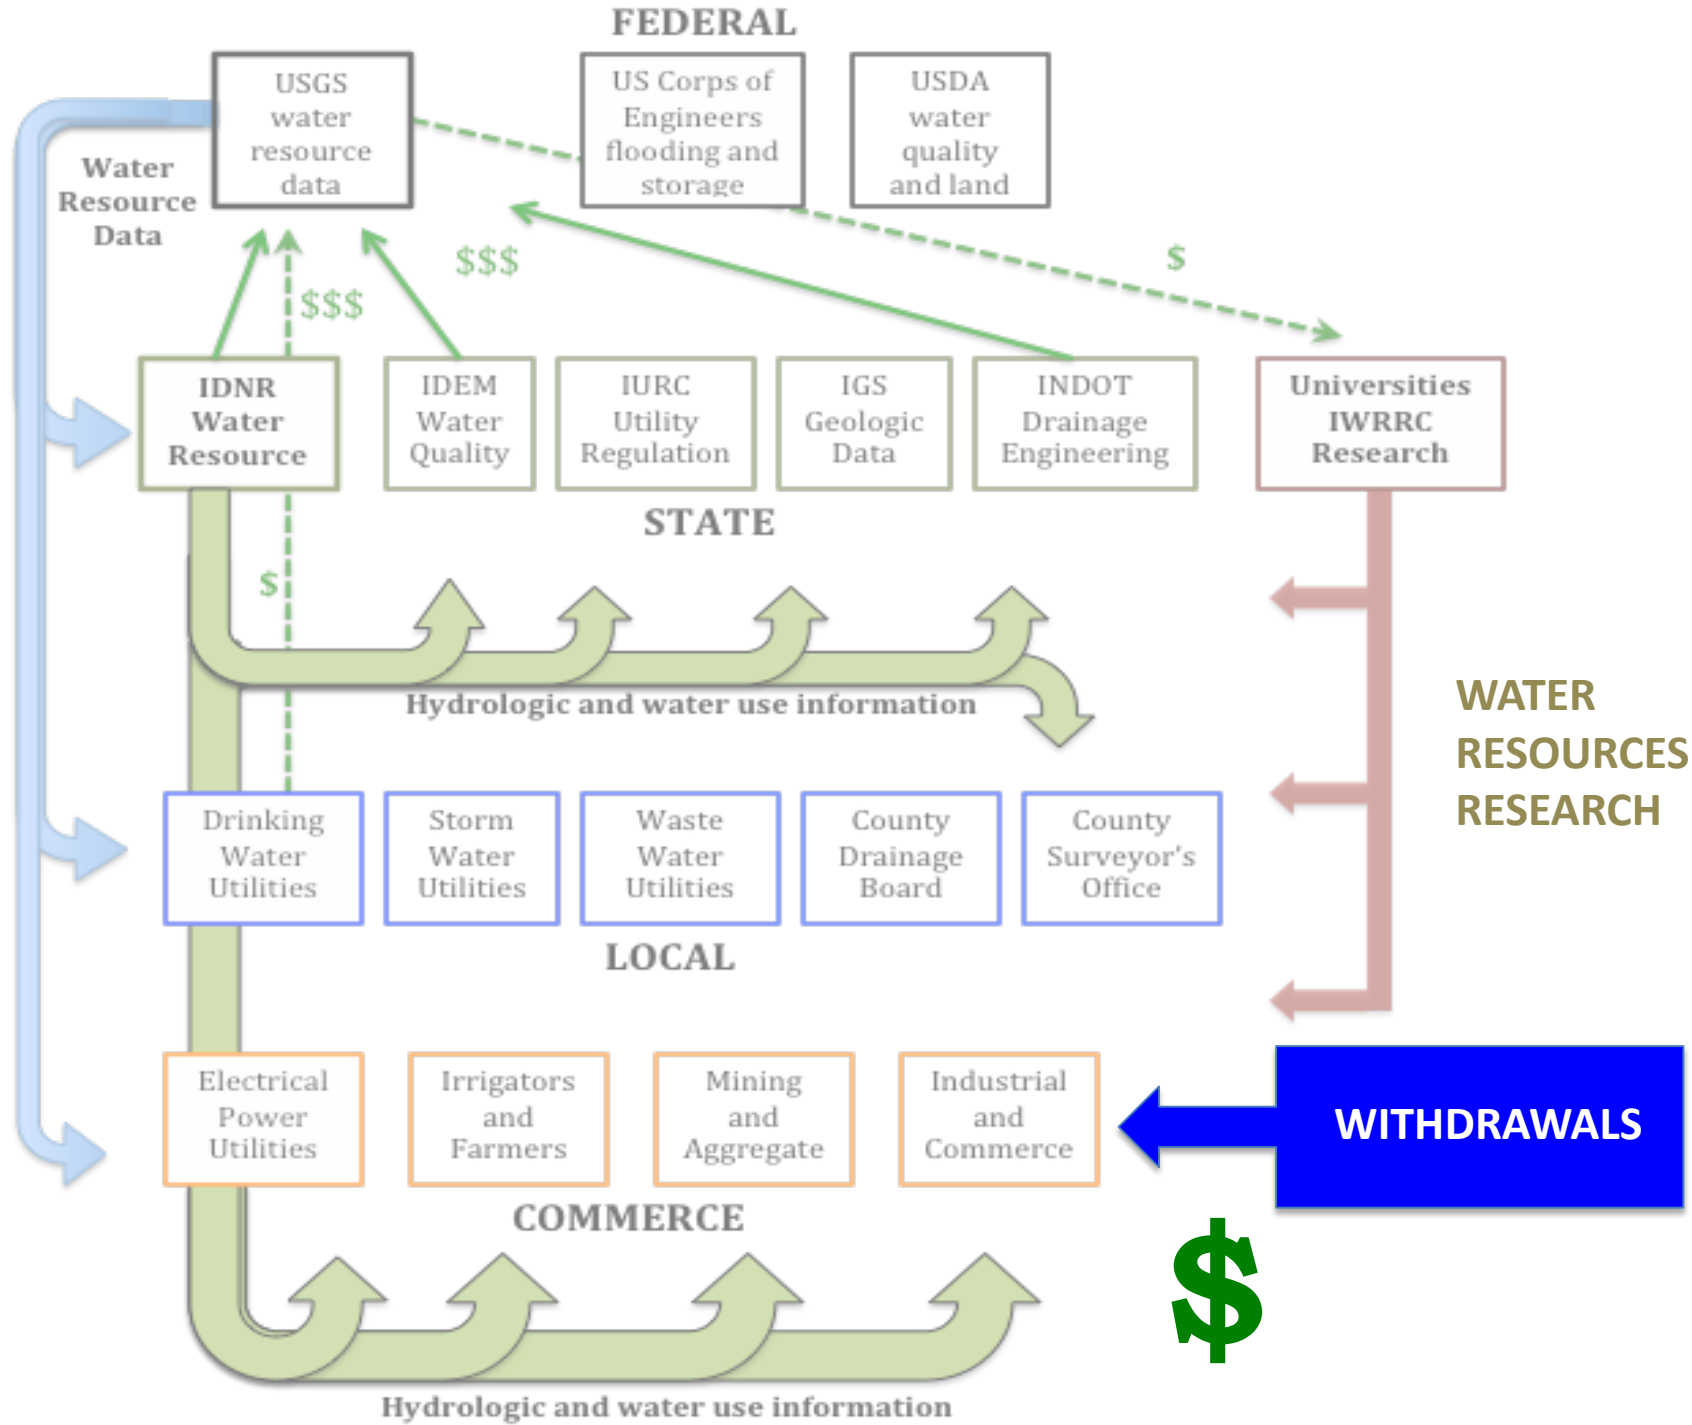 FEDERAL
USGS
water
resource
data
US Corps of
Engineers
flooding and
storage
USDA
water
quality
and land
Water
Resource
Data
$$$
$$$
$
IDNR
Water
Resource
IDEM
Water
Quality
IURC
Utility
Regulation
IGS
Geologic
Data
INDOT
Drainage
Engineering
Universities
IWRRC
Research
STATE
$
Hydrologic and water use information
WATER
RESOURCES
RESEARCH
Drinking
Water
Utilities
Storm
Water
Utilities
Waste
Water
Utilities
County
Drainage
Board
County
Surveyor's
Office
LOCAL
Electrical
Power
Utilities
Irrigators
and
Farmers
Mining
and
Aggregate
Industrial
and
Commerce
WITHDRAWALS
COMMERCE
$
Hydrologic and water use information